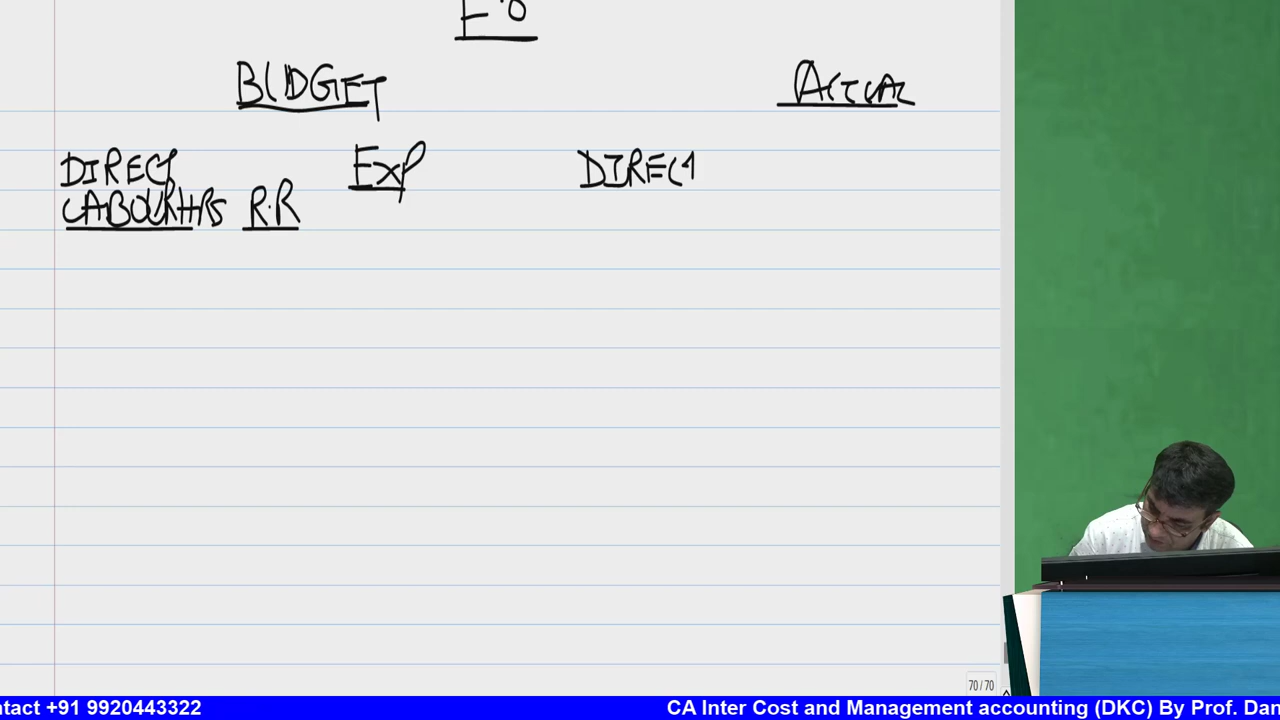 F.O
BUDGET ACTUAL
DIRECT EXP DIRECT
LABOUR HRS R.R
70 / 70
ntact +91 9920443322 CA Inter Cost and Management accounting (DKC) By Prof. Dan